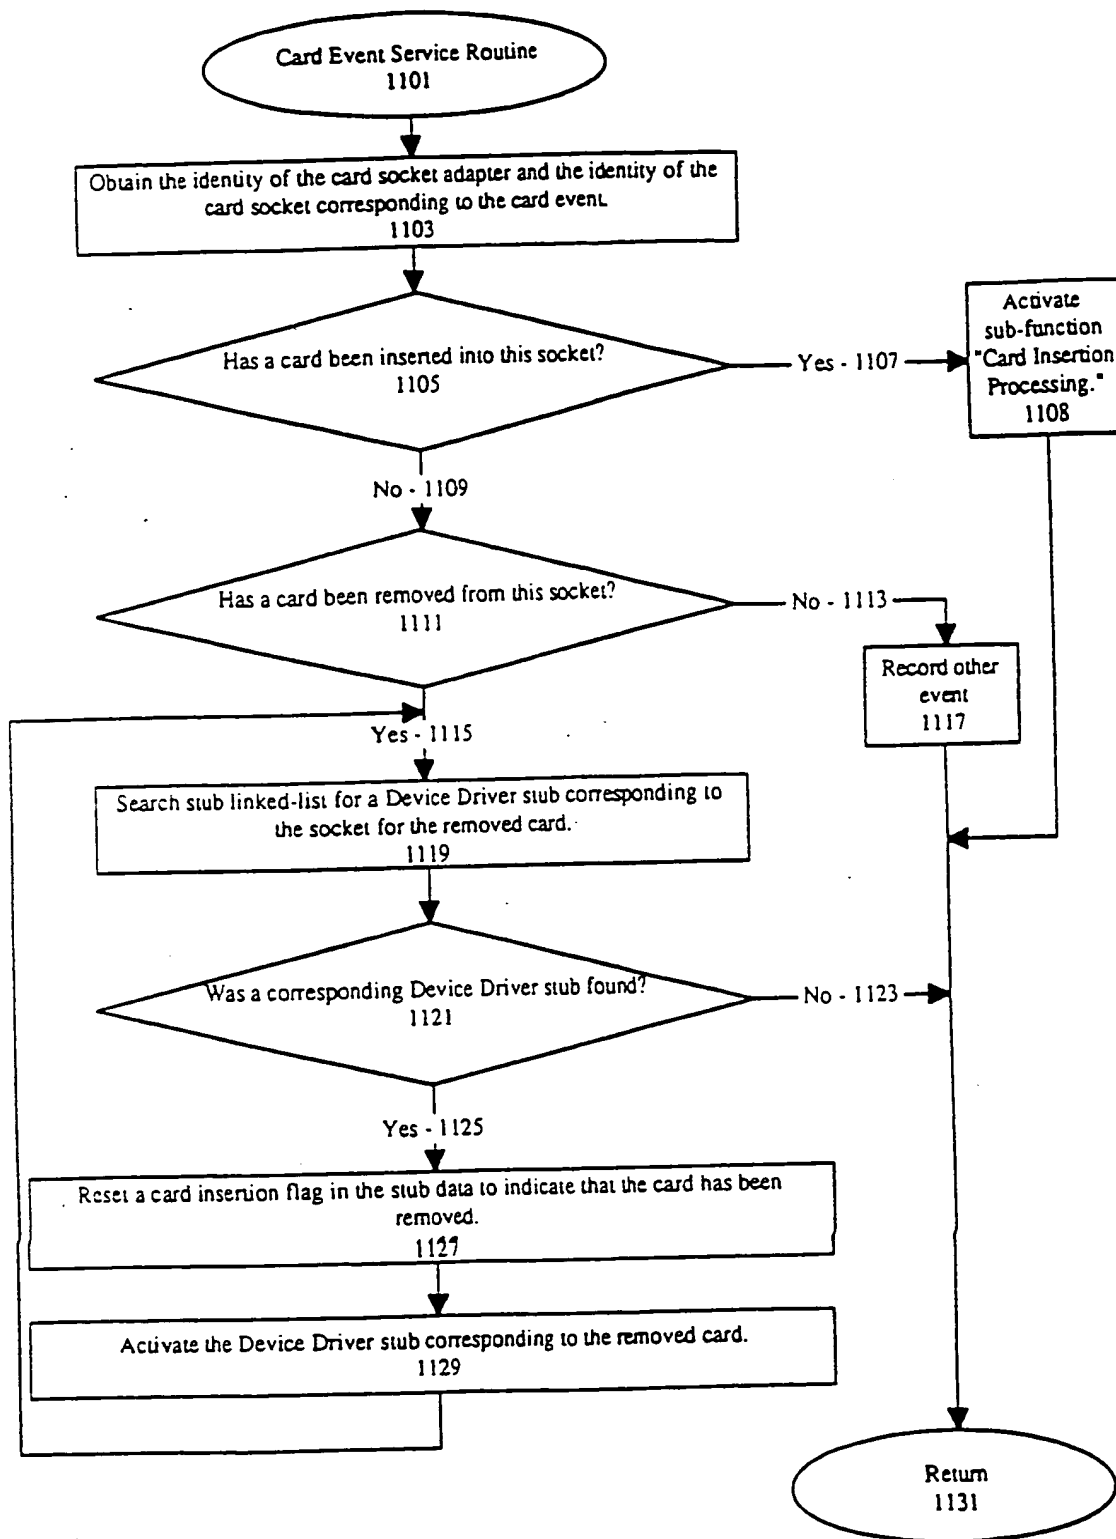 Card Event Service Routine
1101
Obtain the identity of the card socket adapter and the identity of the
card socket corresponding to the card event.
1103
Has a card been inserted into this socket?
1105
Yes - 1107
Activate
sub-function
"Card Insertion
Processing."
1108
No - 1109
Has a card been removed from this socket?
1111
No - 1113
Record other
event
1117
Yes - 1115
Search stub linked-list for a Device Driver stub corresponding to
the socket for the removed card.
1119
Was a corresponding Device Driver stub found?
1121
No - 1123
Yes - 1125
Reset a card insertion flag in the stub data to indicate that the card has been
removed.
1127
Activate the Device Driver stub corresponding to the removed card.
1129
Return
1131